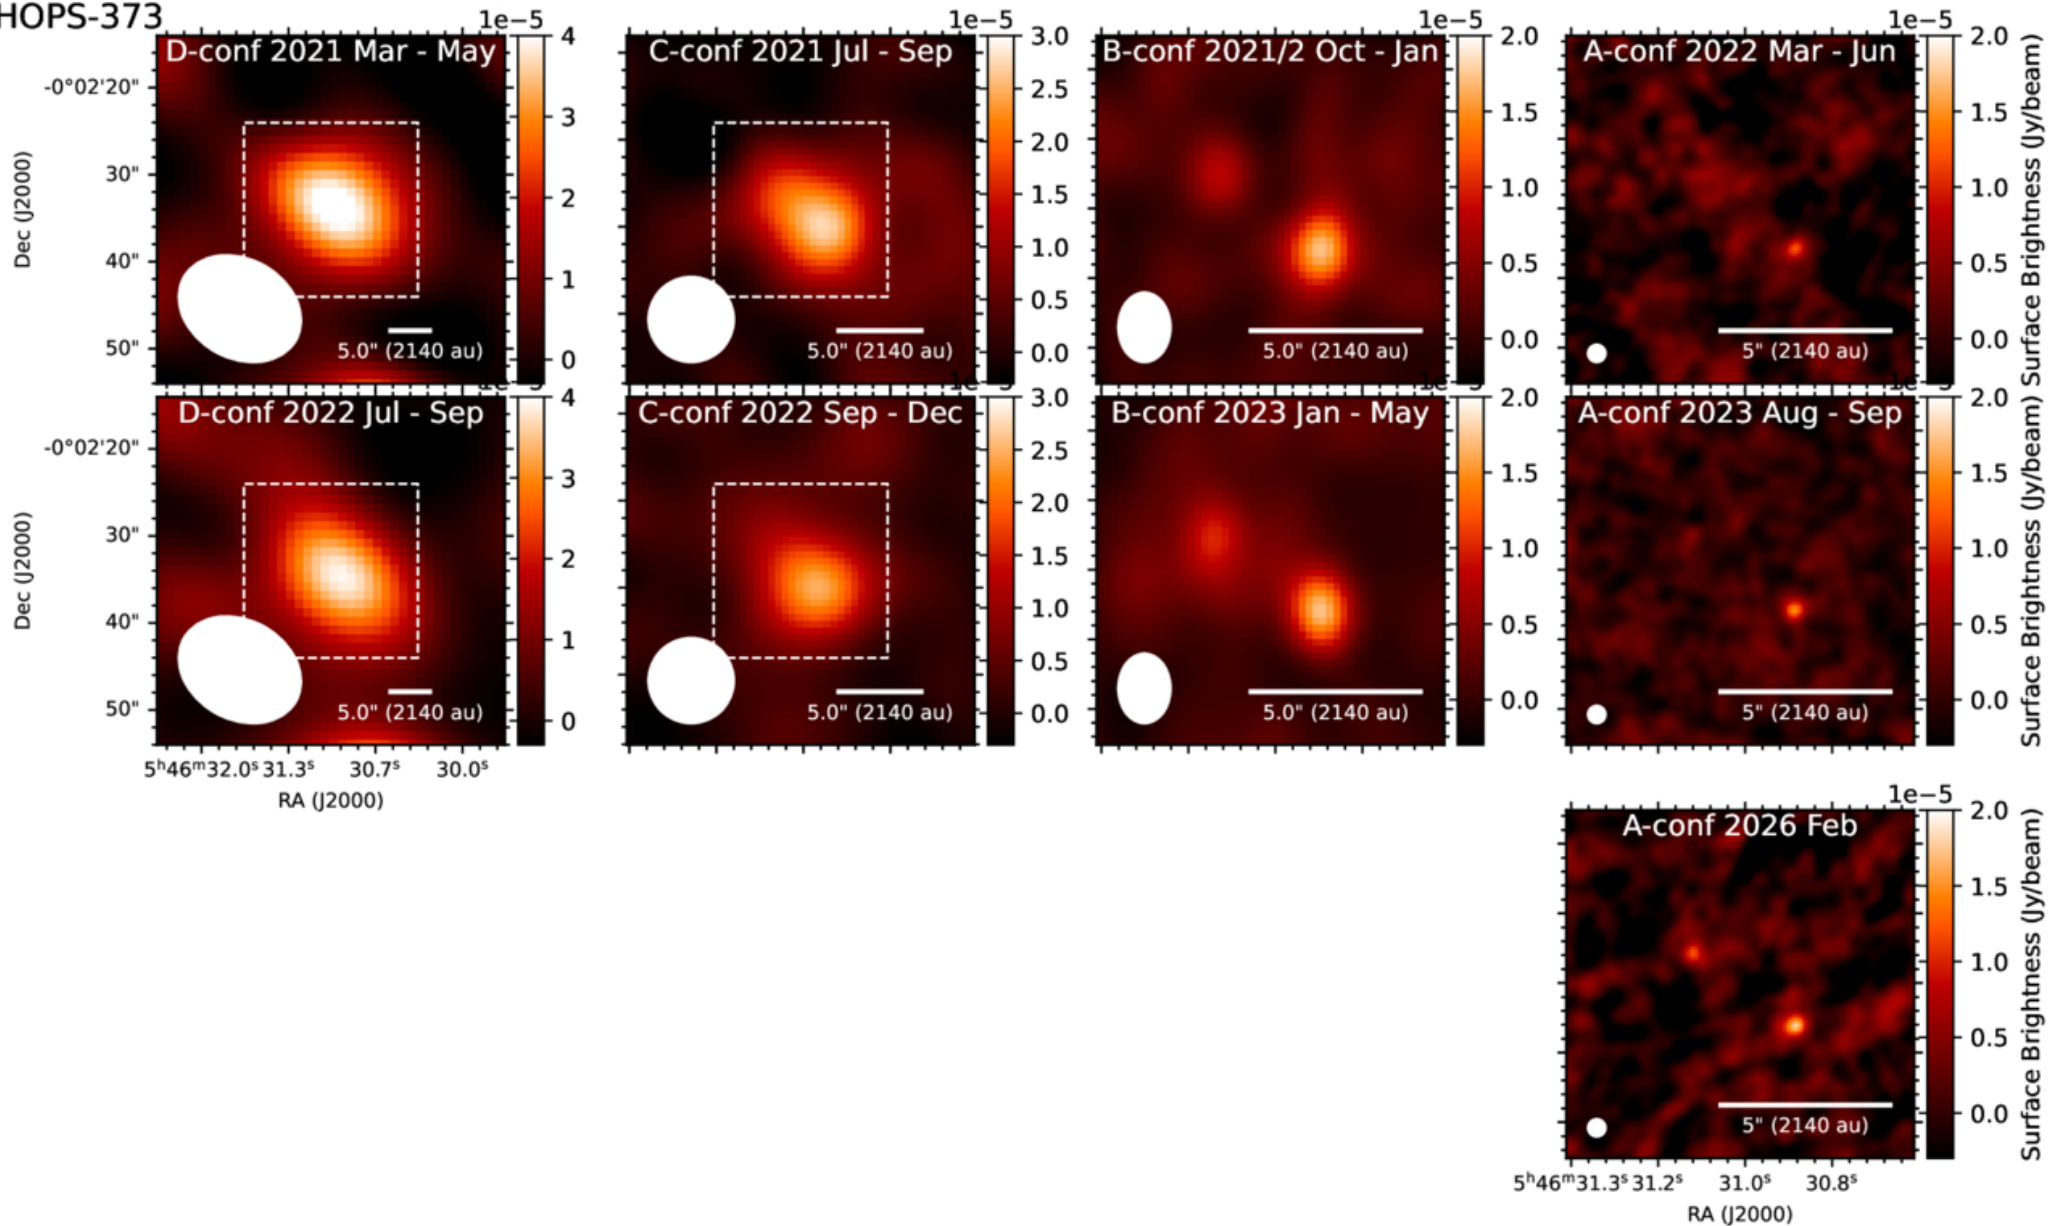 HOPS-373
1e−5 1e−5 1e−5 1e−5
D-conf 2021 Mar - May
C-conf 2021 Jul - Sep
B-conf 2021/2 Oct - Jan
A-conf 2022 Mar - Jun
-0°02'20"
30"
40"
50"
Dec (J2000)
5.0" (2140 au)
4
3
2
1
0
5.0" (2140 au)
3.0
2.5
2.0
1.5
1.0
0.5
0.0
5.0" (2140 au)
2.0
1.5
1.0
0.5
0.0
5" (2140 au)
2.0
1.5
1.0
0.5
0.0
Surface Brightness (Jy/beam)
D-conf 2022 Jul - Sep
C-conf 2022 Sep - Dec
B-conf 2023 Jan - May
A-conf 2023 Aug - Sep
-0°02'20"
30"
40"
50"
Dec (J2000)
5.0" (2140 au)
4
3
2
1
0
5.0" (2140 au)
3.0
2.5
2.0
1.5
1.0
0.5
0.0
5.0" (2140 au)
2.0
1.5
1.0
0.5
0.0
5" (2140 au)
2.0
1.5
1.0
0.5
0.0
Surface Brightness (Jy/beam)
5ʰ46ᵐ32.0ˢ 31.3ˢ 30.7ˢ 30.0ˢ
RA (J2000)
1e−5
A-conf 2026 Feb
5" (2140 au)
2.0
1.5
1.0
0.5
0.0
Surface Brightness (Jy/beam)
5ʰ46ᵐ31.3ˢ 31.2ˢ 31.0ˢ 30.8ˢ
RA (J2000)